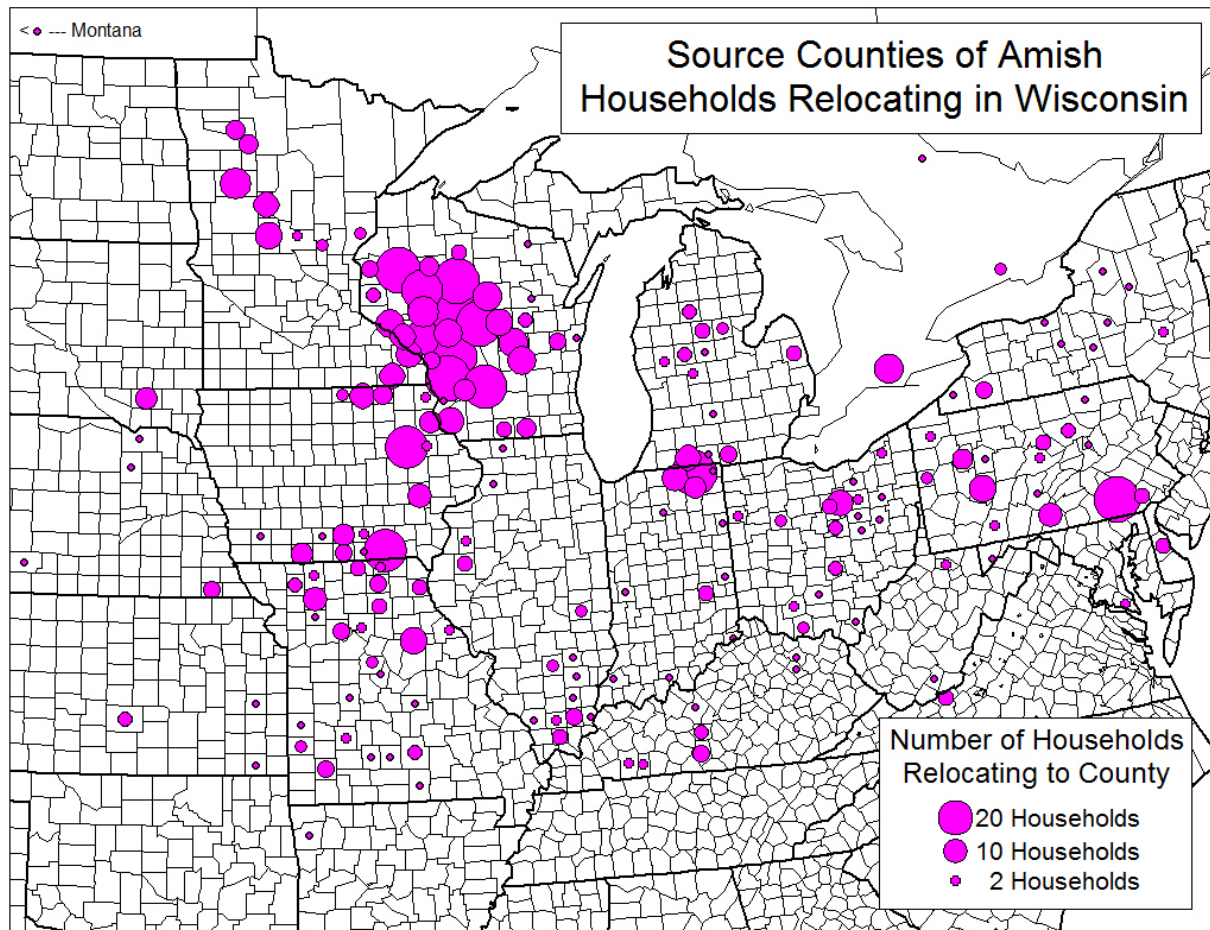 < --- Montana
Source Counties of Amish
Households Relocating in Wisconsin
Number of Households
Relocating to County
20 Households
10 Households
2 Households